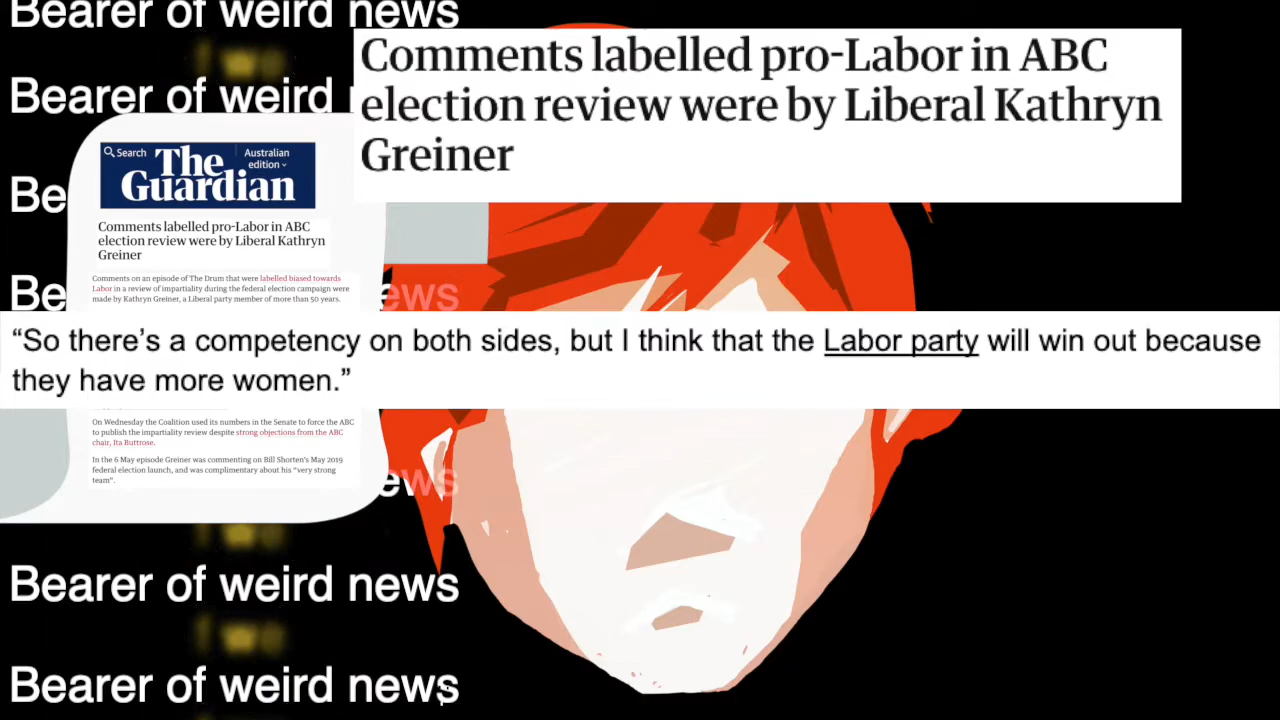 Bearer of weird news
Bearer of weird
Comments labelled pro-Labor in ABC
election review were by Liberal Kathryn
Greiner
Search
The
Guardian
Australian
edition
Comments labelled pro-Labor in ABC
election review were by Liberal Kathryn
Greiner
Comments on an episode of The Drum that were labelled biased towards
Labor in a review of impartiality during the federal election campaign were
made by Kathryn Greiner, a Liberal party member of more than 50 years.
Be
Be ews
“So there’s a competency on both sides, but I think that the Labor party will win out because
they have more women.”
On Wednesday the Coalition used its numbers in the Senate to force the ABC
to publish the impartiality review despite strong objections from the ABC
chair, Ita Buttrose.
In the 6 May episode Greiner was commenting on Bill Shorten's May 2019
federal election launch, and was complimentary about his "very strong
team".
ews
Bearer of weird news
Bearer of weird news